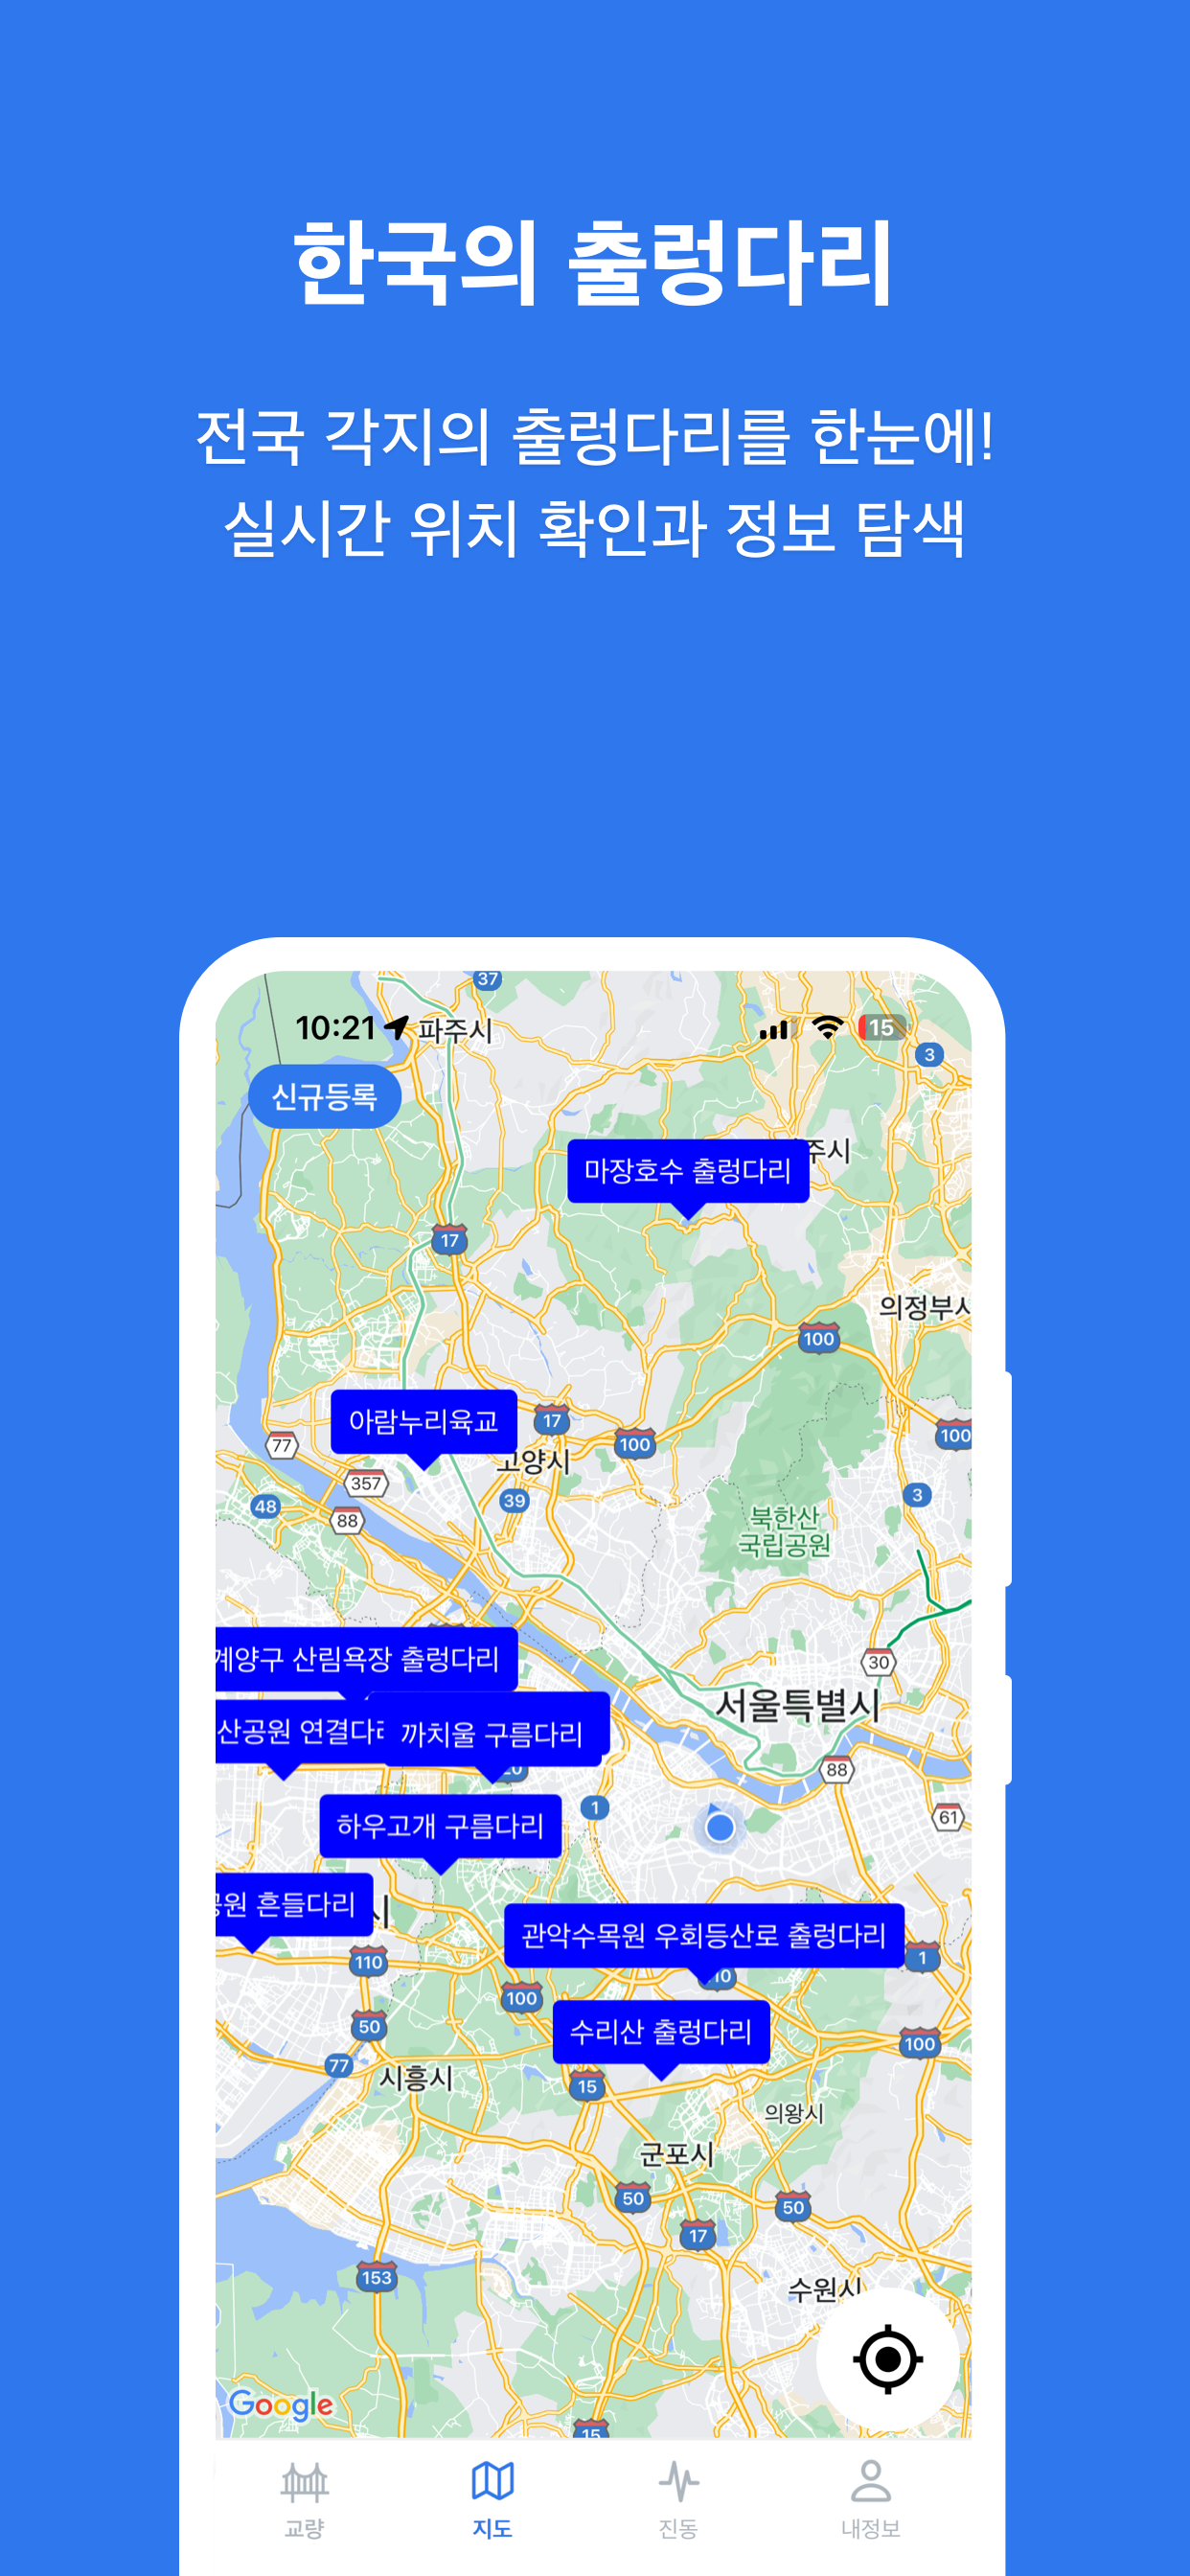 한국의 출렁다리
전국 각지의 출렁다리를 한눈에!
실시간 위치 확인과 정보 탐색
37
10:21
파주시
15
3
신규등록
주시
마장호수 출렁다리
17
의정부시
100
아람누리육교
17
100
100
77
고양시
357
39
3
48
88
북한산
국립공원
계양구 산림욕장 출렁다리
30
서울특별시
산공원 연결다리
까치울 구름다리
88
1
61
하우고개 구름다리
공원 흔들다리
시
관악수목원 우회등산로 출렁다리
110
1
110
100
50
수리산 출렁다리
100
77
시흥시
15
의왕시
군포시
50
50
17
153
수원시
Google
15
교량
지도
진동
내정보